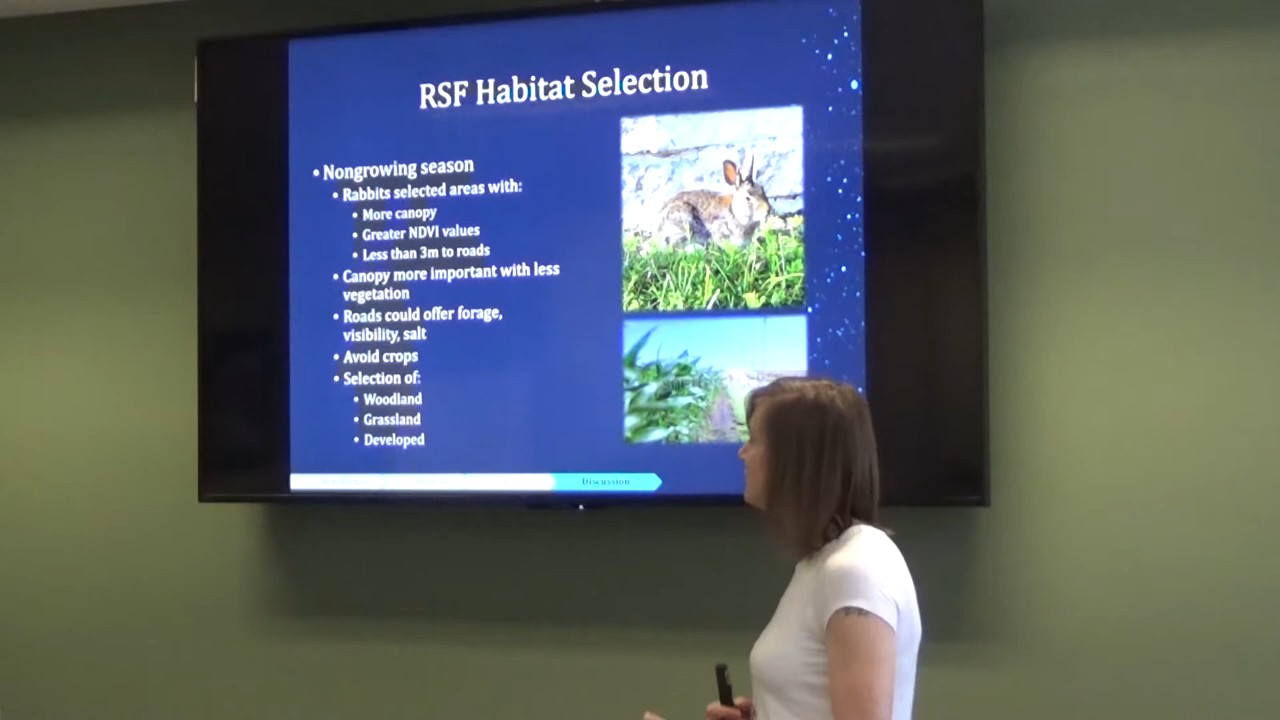 RSF Habitat Selection
• Nongrowing season
• Rabbits selected areas with:
• More canopy
• Greater NDVI values
• Less than 3m to roads
• Canopy more important with less
vegetation
• Roads could offer forage,
visibility, salt
• Avoid crops
• Selection of:
• Woodland
• Grassland
• Developed
Discussion